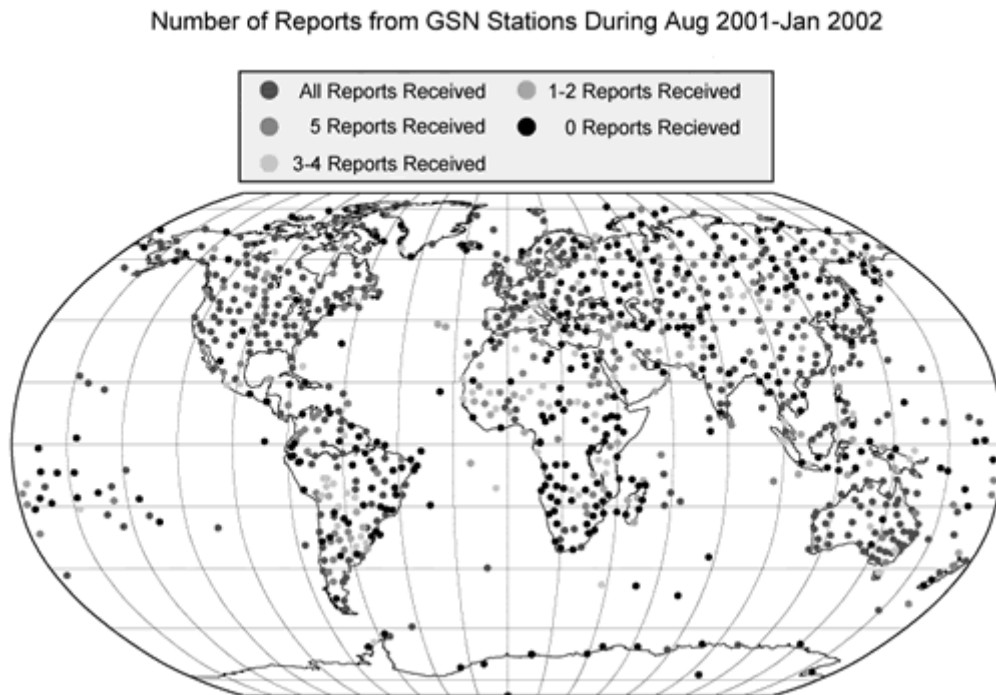 Number of Reports from GSN Stations During Aug 2001-Jan 2002
All Reports Received
1-2 Reports Received
5 Reports Received
0 Reports Recieved
3-4 Reports Received